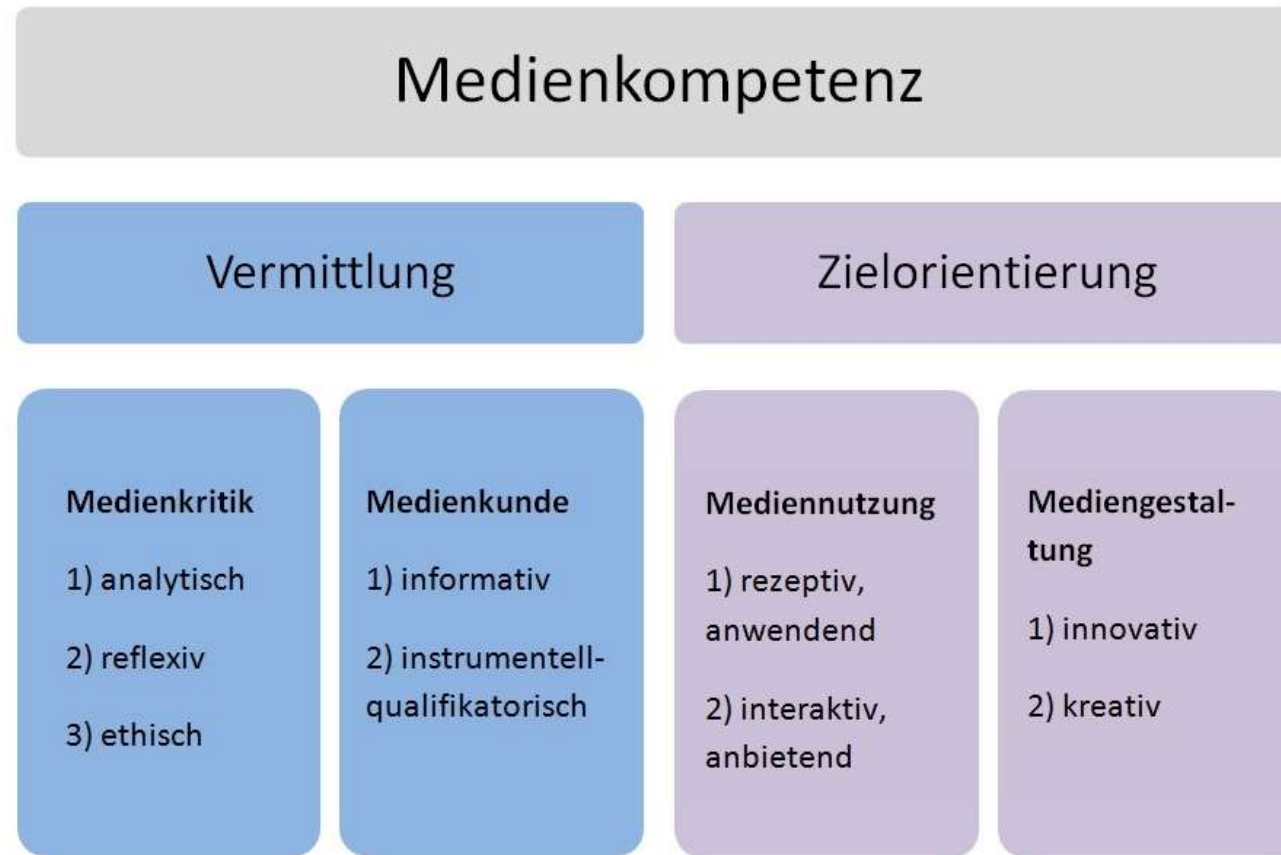 Medienkompetenz
Vermittlung
Zielorientierung
Medienkritik
1) analytisch
2) reflexiv
3) ethisch
Medienkunde
1) informativ
2) instrumentell-
qualifikatorisch
Mediennutzung
1) rezeptiv,
anwendend
2) interaktiv,
anbietend
Mediengestal-
tung
1) innovativ
2) kreativ